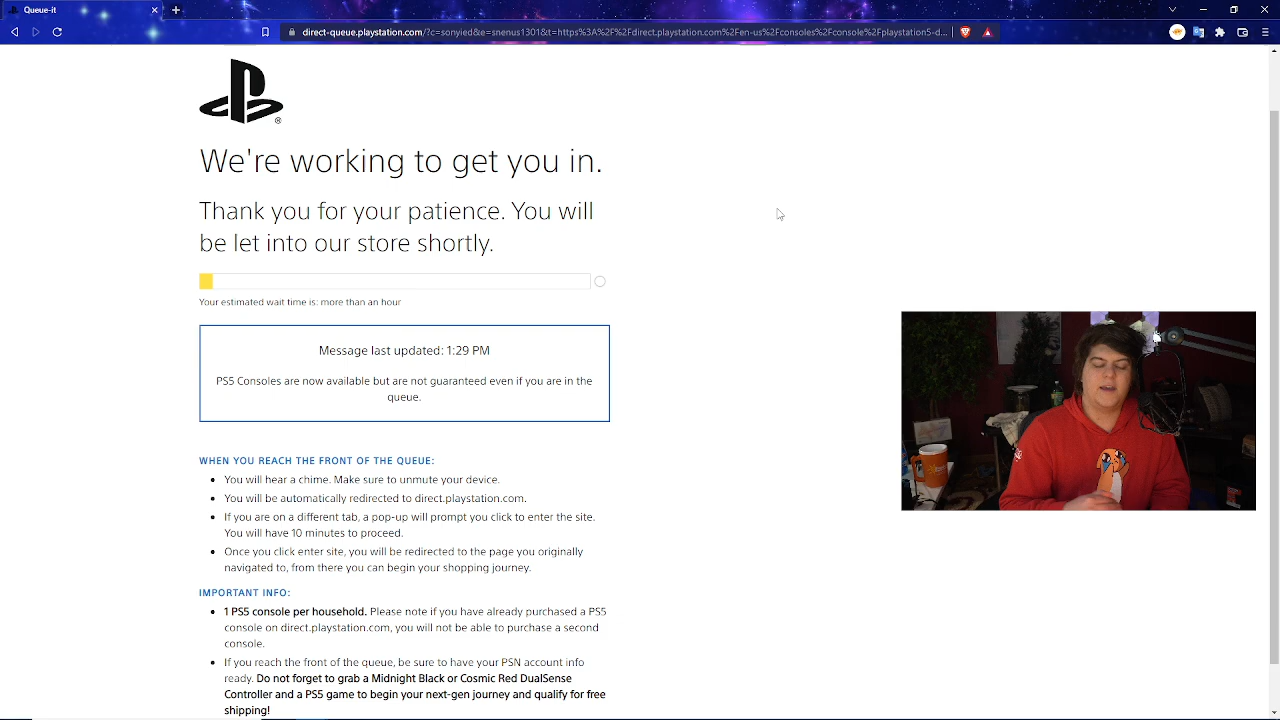 Queue-it
direct-queue.playstation.com/?c=sonyied&e=snenus1301&t=https%3A%2F%2Fdirect.playstation.com%2Fen-us%2Fconsoles%2Fconsole%2Fplaystation5-d...
We're working to get you in.
Thank you for your patience. You will
be let into our store shortly.
Your estimated wait time is: more than an hour
Message last updated: 1:29 PM
PS5 Consoles are now available but are not guaranteed even if you are in the
queue.
WHEN YOU REACH THE FRONT OF THE QUEUE:
• You will hear a chime. Make sure to unmute your device.
• You will be automatically redirected to direct.playstation.com.
• If you are on a different tab, a pop-up will prompt you click to enter the site.
You will have 10 minutes to proceed.
• Once you click enter site, you will be redirected to the page you originally
navigated to, from there you can begin your shopping journey.
IMPORTANT INFO:
• 1 PS5 console per household. Please note if you have already purchased a PS5
console on direct.playstation.com, you will not be able to purchase a second
console.
• If you reach the front of the queue, be sure to have your PSN account info
ready. Do not forget to grab a Midnight Black or Cosmic Red DualSense
Controller and a PS5 game to begin your next-gen journey and qualify for free
shipping!